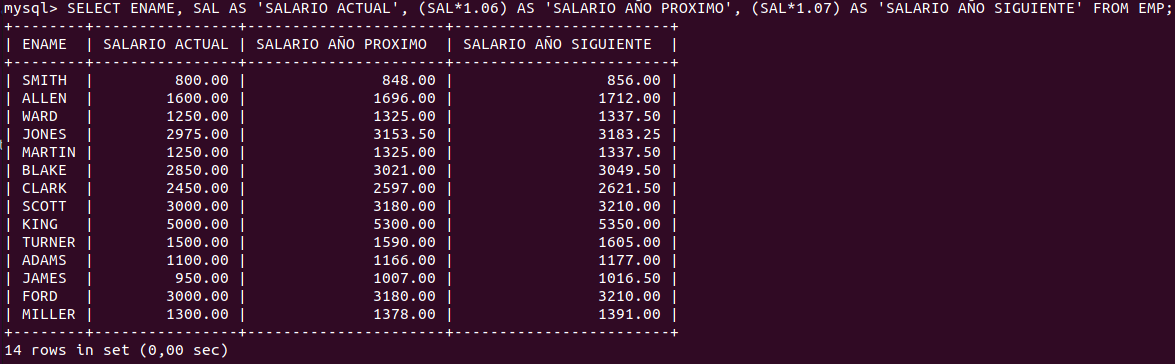 mysql> SELECT ENAME, SAL AS 'SALARIO ACTUAL', (SAL*1.06) AS 'SALARIO AÑO PROXIMO', (SAL*1.07) AS 'SALARIO AÑO SIGUIENTE' FROM EMP;
+--------+----------------+----------------------+------------------------+
| ENAME  | SALARIO ACTUAL | SALARIO AÑO PROXIMO  | SALARIO AÑO SIGUIENTE  |
+--------+----------------+----------------------+------------------------+
| SMITH  |         800.00 |               848.00 |                 856.00 |
| ALLEN  |        1600.00 |              1696.00 |                1712.00 |
| WARD   |        1250.00 |              1325.00 |                1337.50 |
| JONES  |        2975.00 |              3153.50 |                3183.25 |
| MARTIN |        1250.00 |              1325.00 |                1337.50 |
| BLAKE  |        2850.00 |              3021.00 |                3049.50 |
| CLARK  |        2450.00 |              2597.00 |                2621.50 |
| SCOTT  |        3000.00 |              3180.00 |                3210.00 |
| KING   |        5000.00 |              5300.00 |                5350.00 |
| TURNER |        1500.00 |              1590.00 |                1605.00 |
| ADAMS  |        1100.00 |              1166.00 |                1177.00 |
| JAMES  |         950.00 |              1007.00 |                1016.50 |
| FORD   |        3000.00 |              3180.00 |                3210.00 |
| MILLER |        1300.00 |              1378.00 |                1391.00 |
+--------+----------------+----------------------+------------------------+
14 rows in set (0,00 sec)